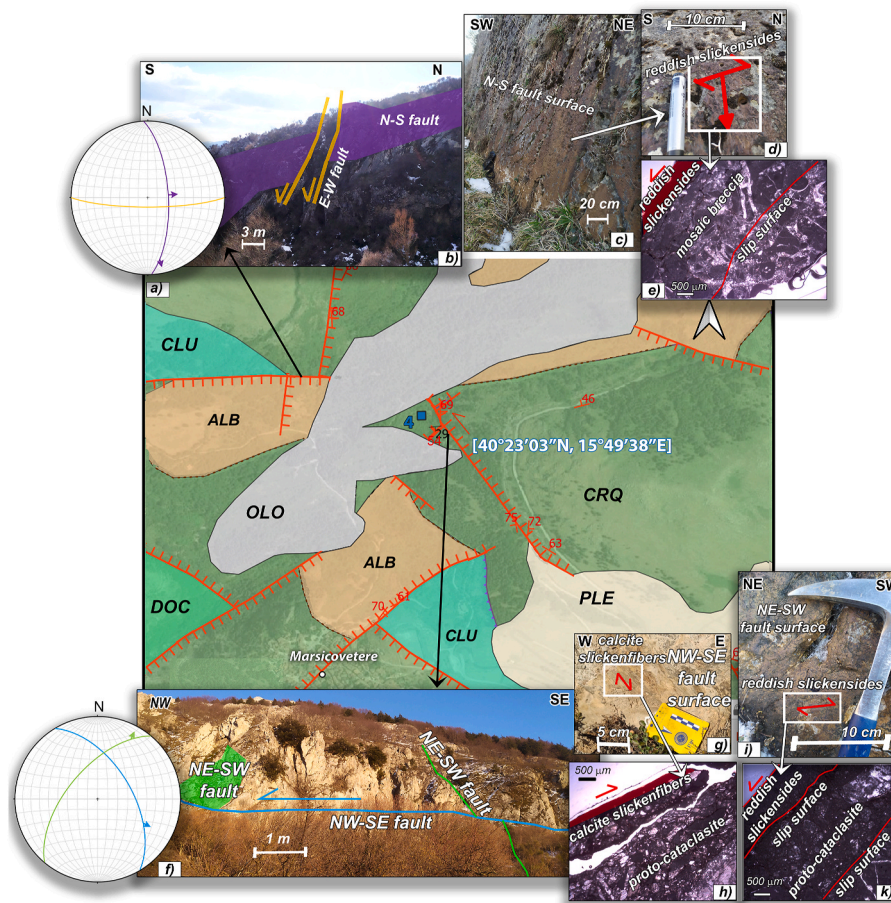 SW
NE
N-S fault surface
20 cm
c)
S
N
10 cm
reddish slickensides
d)
S
N
N-S fault
E-W fault
3 m
b)
N
reddish
slickensides
mosaic breccia
slip surface
500 µm
e)
a)
68
CLU
ALB
4
69
29
46
[40°23′03″N, 15°49′38″E]
CRQ
OLO
75
72
63
ALB
DOC
70
61
CLU
PLE
Marsicovetere
NE
SW
NE-SW
fault surface
reddish slickensides
10 cm
i)
W
E
calcite
slickenfibers
NW-SE
fault
surface
5 cm
g)
N
NW
SE
NE-SW
fault
NE-SW fault
NW-SE fault
1 m
f)
500 µm
calcite slickenfibers
proto-cataclasite
h)
reddish
slickensides
slip surface
proto-cataclasite
slip surface
500 µm
k)